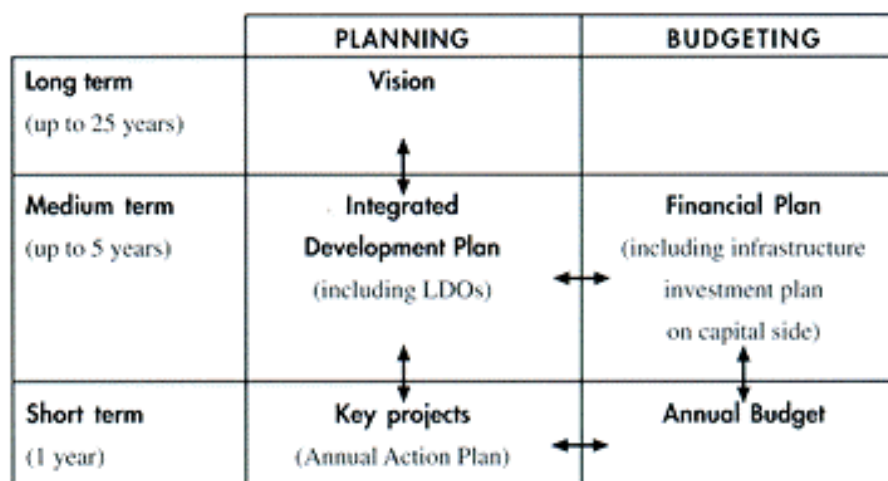 PLANNING BUDGETING
Long term Vision
(up to 25 years)
Medium term Integrated Financial Plan
(up to 5 years) Development Plan (including infrastructure
(including LDOs) investment plan
on capital side)
Short term Key projects Annual Budget
(1 year) (Annual Action Plan)